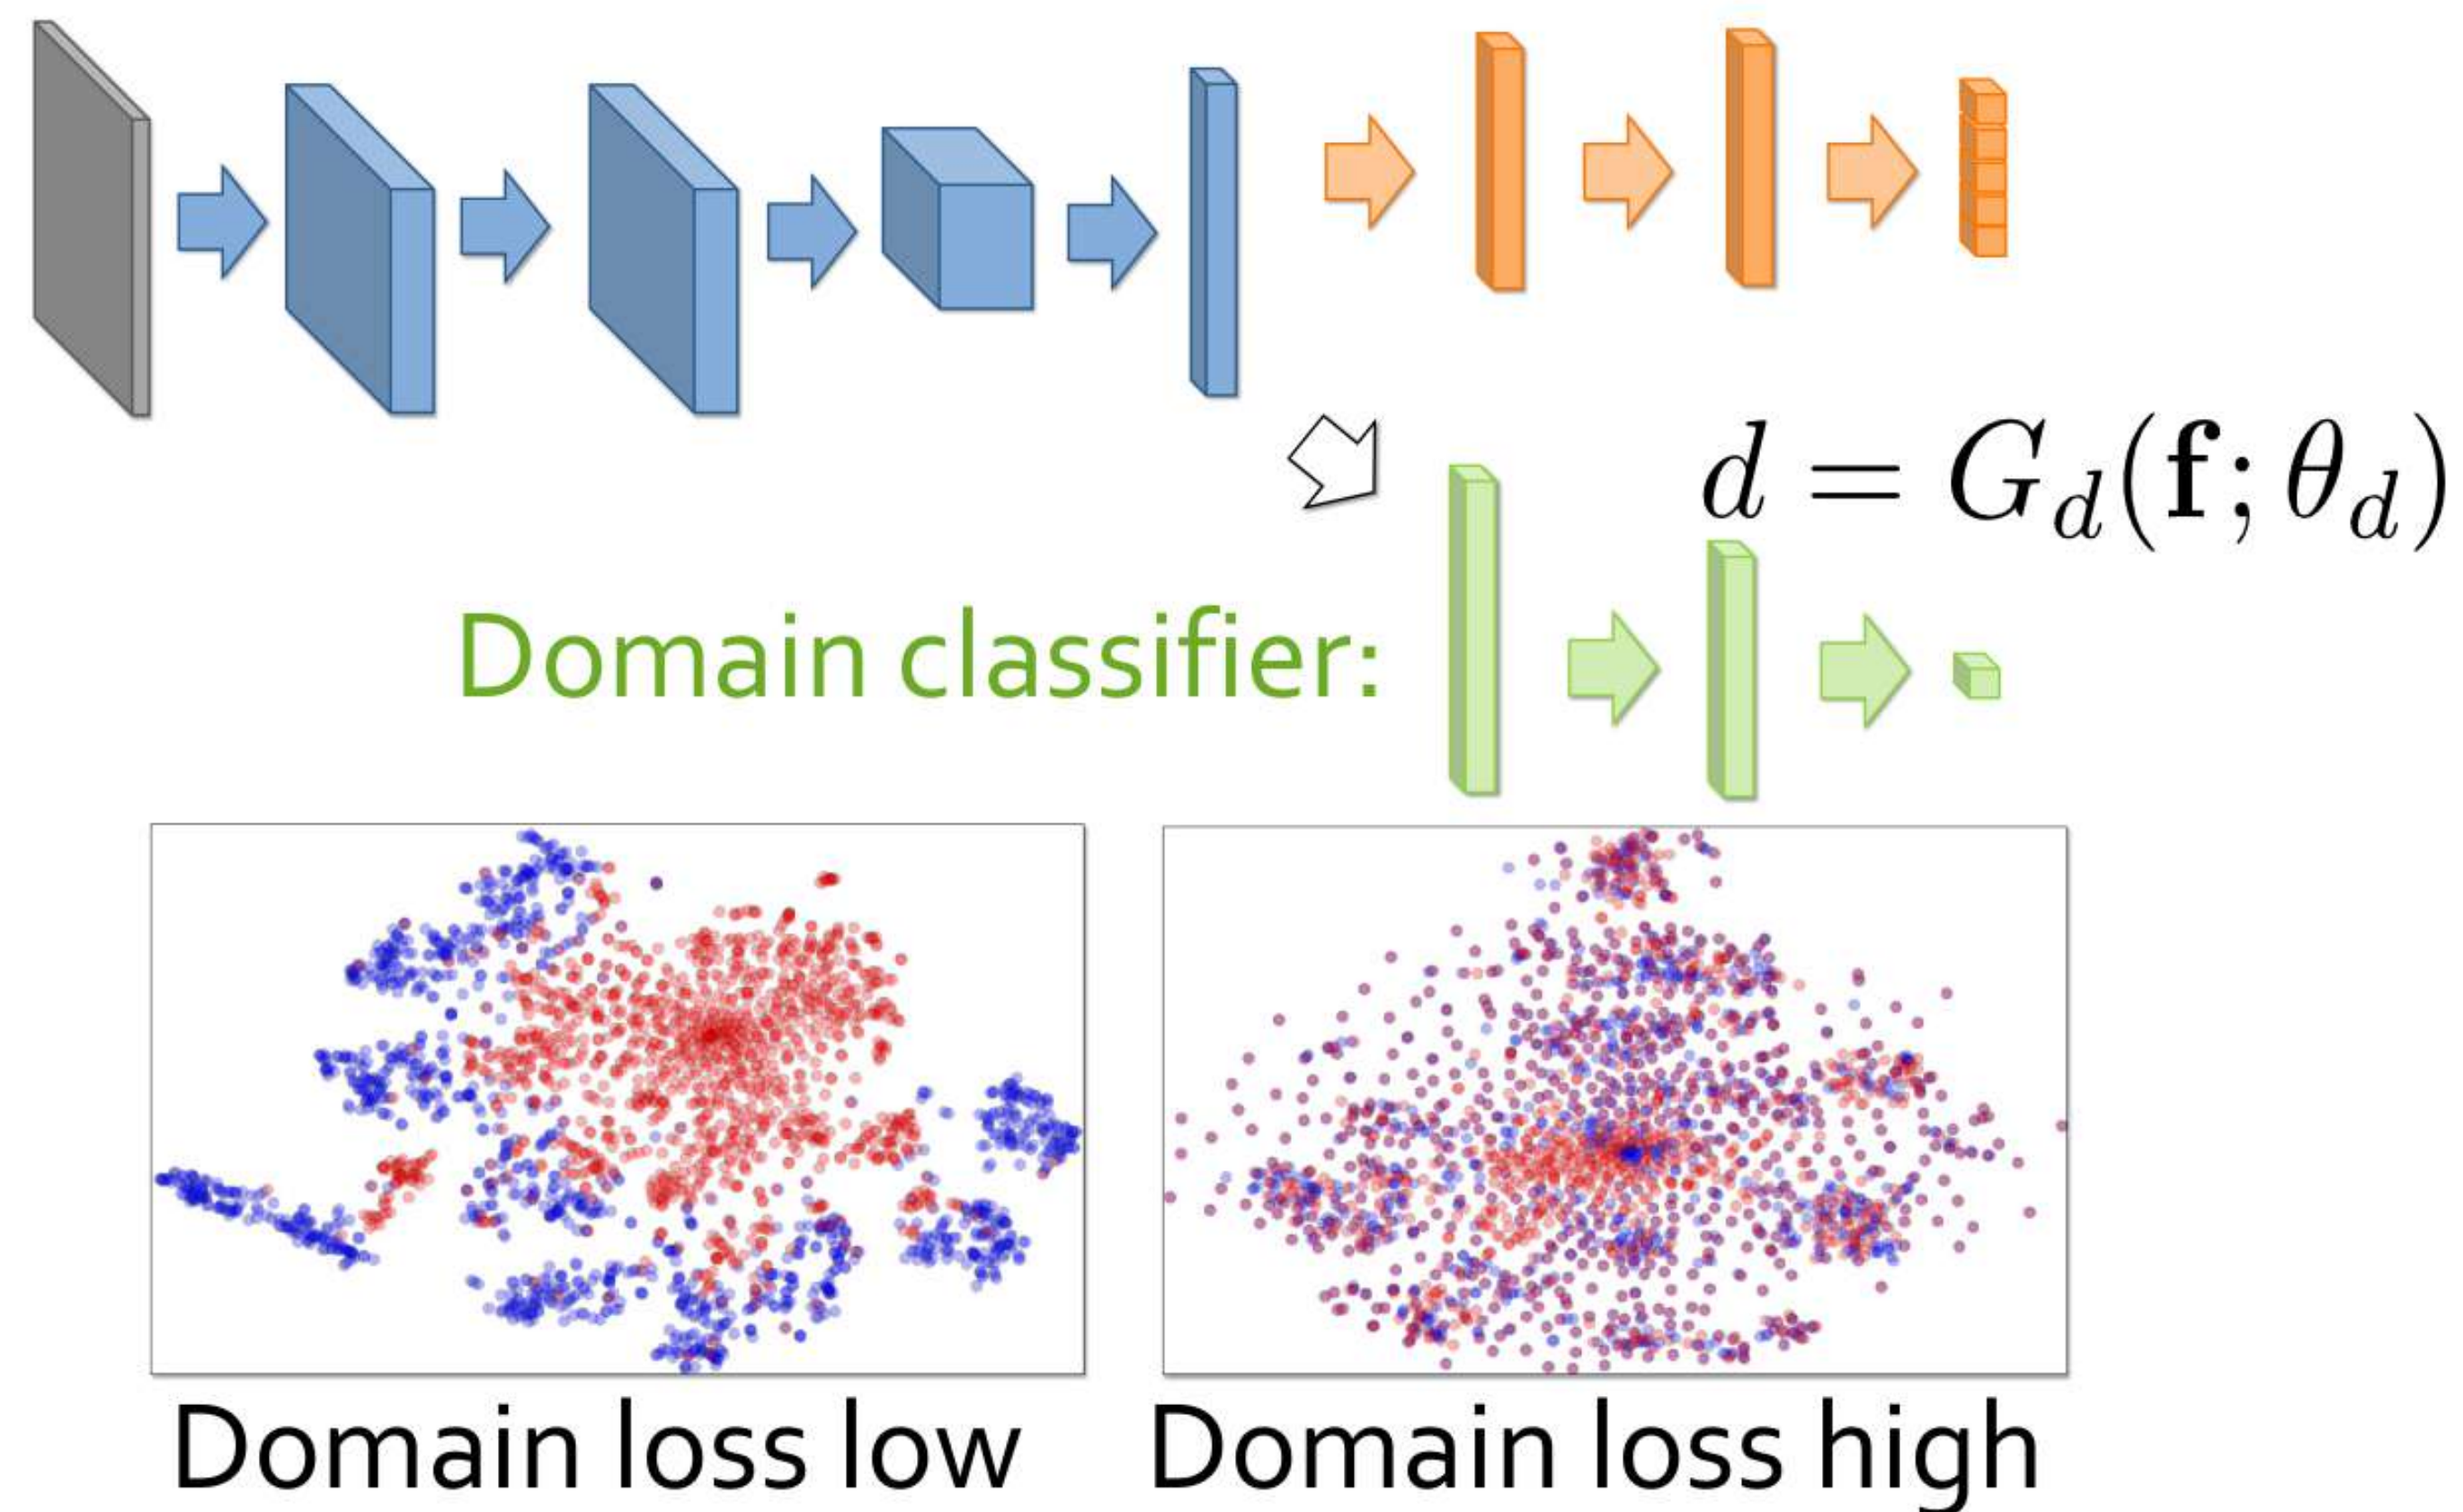 d = G_d(f; θ_d)
Domain classifier:
Domain loss low
Domain loss high